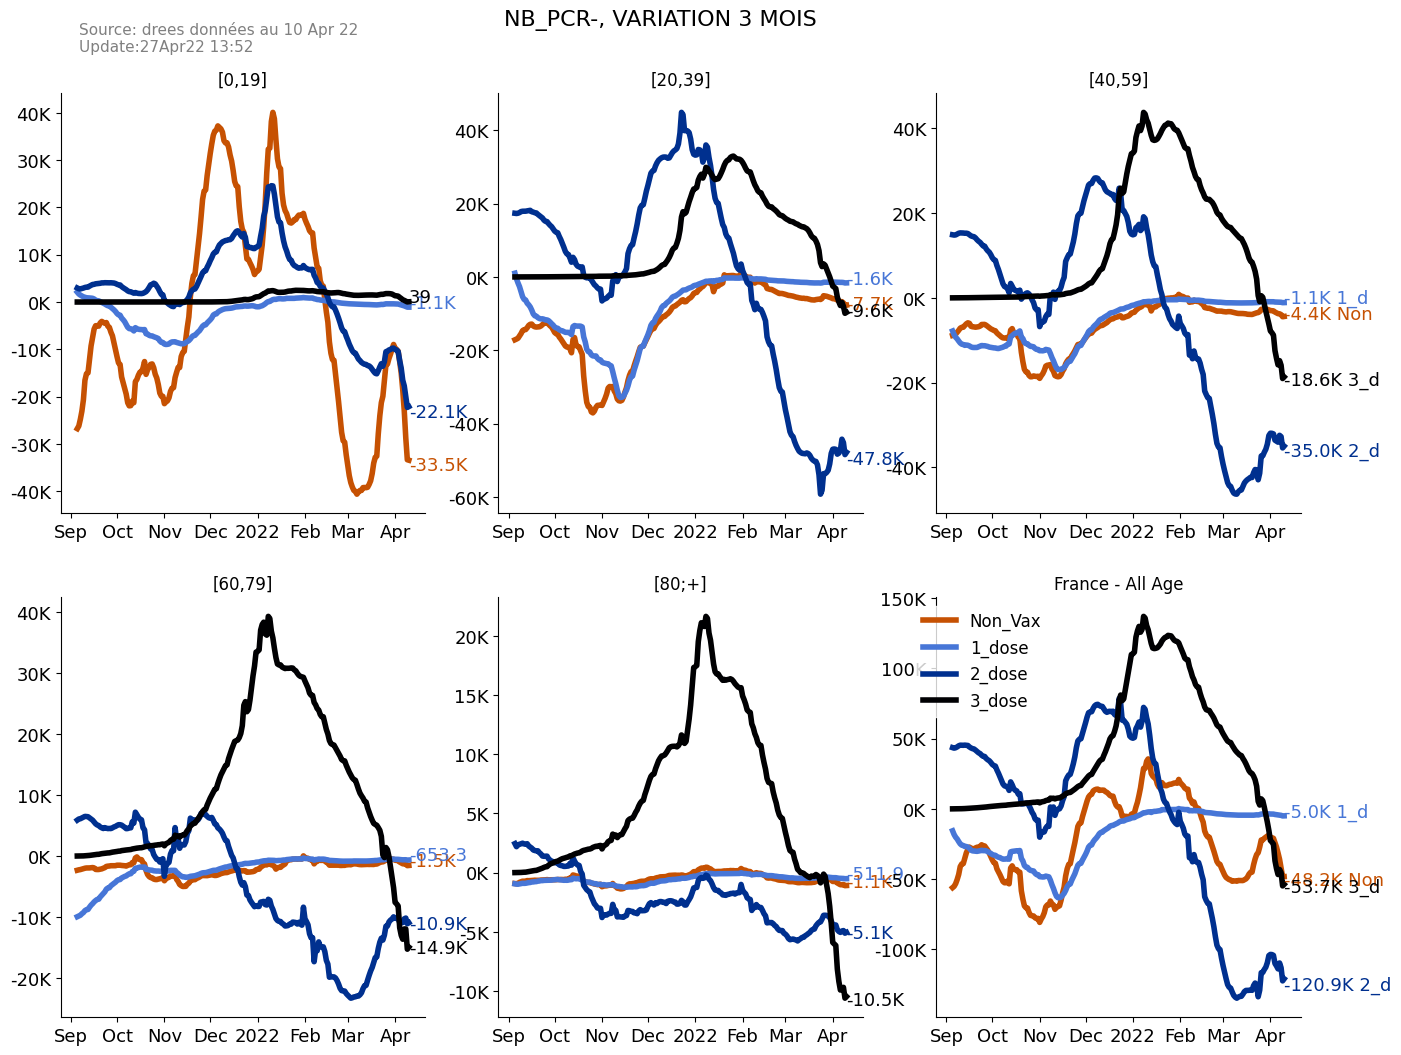 NB_PCR-, VARIATION 3 MOIS
Source: drees données au 10 Apr 22
Update:27Apr22 13:52
[0,19]
40K
30K
20K
10K
0K
-10K
-20K
-30K
-40K
39
-1.1K
-22.1K
-33.5K
Sep Oct Nov Dec 2022 Feb Mar Apr
[20,39]
40K
20K
0K
-20K
-40K
-60K
-1.6K
-7.7K
-9.6K
-47.8K
Sep Oct Nov Dec 2022 Feb Mar Apr
[40,59]
40K
20K
0K
-20K
-40K
-1.1K 1_d
-4.4K Non
-18.6K 3_d
-35.0K 2_d
Sep Oct Nov Dec 2022 Feb Mar Apr
[60,79]
40K
30K
20K
10K
0K
-10K
-20K
-653.3
-1.5K
-10.9K
-14.9K
Sep Oct Nov Dec 2022 Feb Mar Apr
[80;+]
20K
15K
10K
5K
0K
-5K
-10K
-511.9
-1.1K
-5.1K
-10.5K
Sep Oct Nov Dec 2022 Feb Mar Apr
France - All Age
150K
100K
50K
0K
-50K
-100K
Non_Vax
1_dose
2_dose
3_dose
-5.0K 1_d
-48.2K Non
-53.7K 3_d
-120.9K 2_d
Sep Oct Nov Dec 2022 Feb Mar Apr